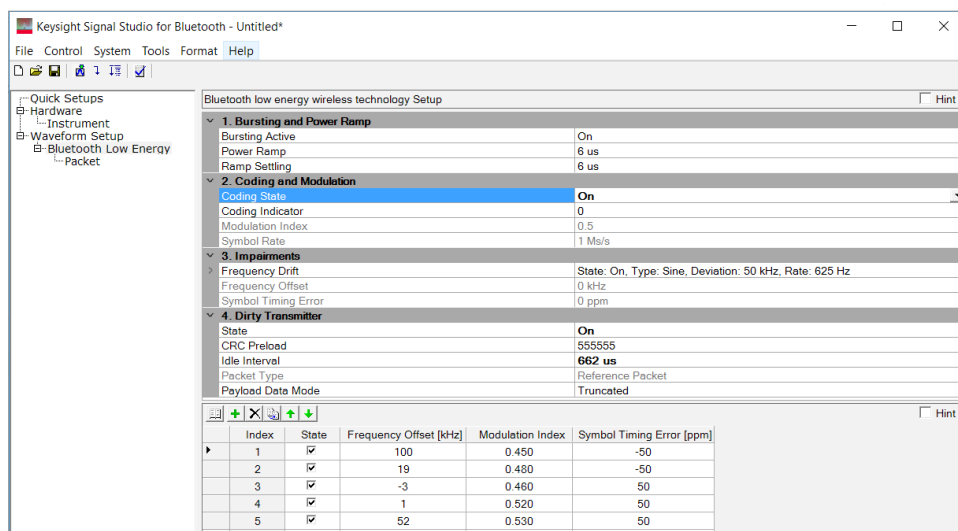 Keysight Signal Studio for Bluetooth - Untitled*
File Control System Tools Format Help
Quick Setups
Hardware
Instrument
Waveform Setup
Bluetooth Low Energy
Packet
Bluetooth low energy wireless technology Setup Hint
1. Bursting and Power Ramp
Bursting Active On
Power Ramp 6 us
Ramp Settling 6 us
2. Coding and Modulation
Coding State On
Coding Indicator 0
Modulation Index 0.5
Symbol Rate 1 Ms/s
3. Impairments
Frequency Drift State: On, Type: Sine, Deviation: 50 kHz, Rate: 625 Hz
Frequency Offset 0 kHz
Symbol Timing Error 0 ppm
4. Dirty Transmitter
State On
CRC Preload 555555
Idle Interval 662 us
Packet Type Reference Packet
Payload Data Mode Truncated
Hint
Index State Frequency Offset [kHz] Modulation Index Symbol Timing Error [ppm]
1 100 0.450 -50
2 19 0.480 -50
3 -3 0.460 50
4 1 0.520 50
5 52 0.530 50